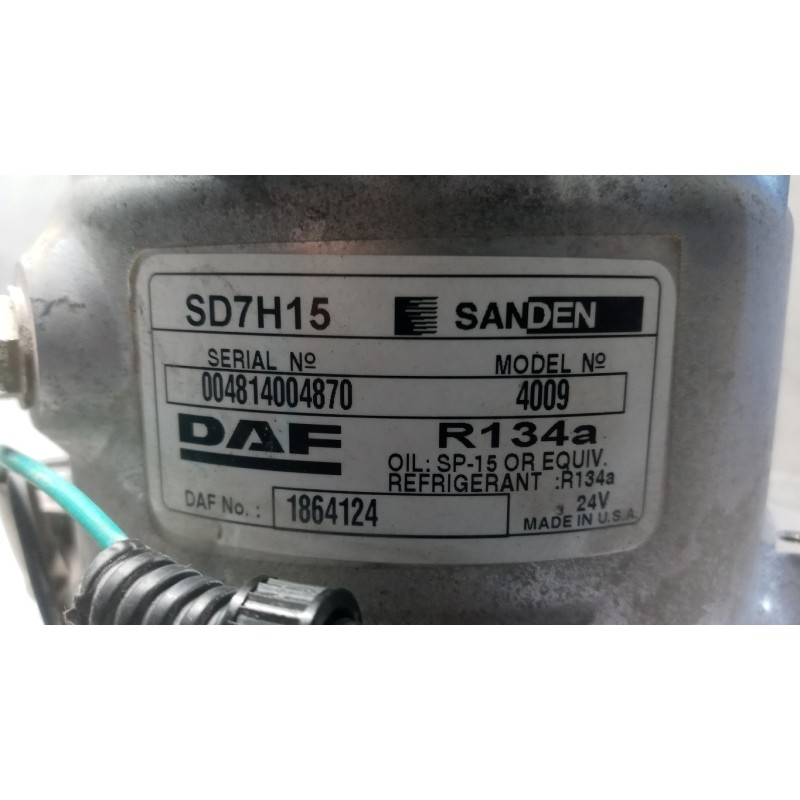 SD7H15 SANDEN
SERIAL Nº MODEL Nº
004814004870 4009
DAF R134a
OIL: SP-15 OR EQUIV.
REFRIGERANT :R134a
DAF No. : 1864124 24V
MADE IN U.S.A.